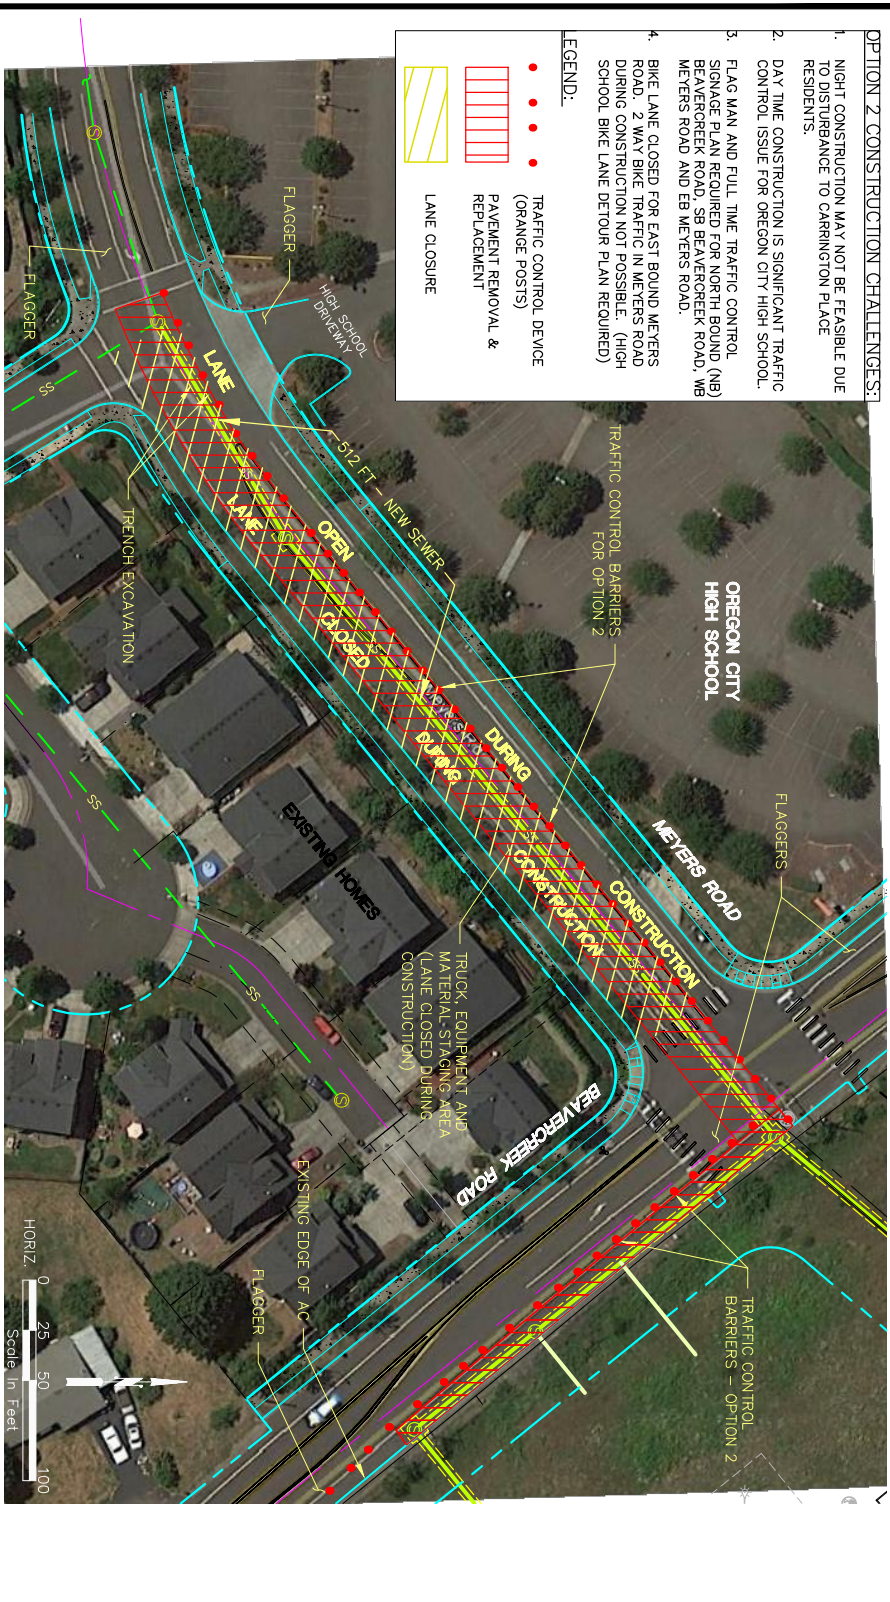 OPTION 2 CONSTRUCTION CHALLENGES:
1. NIGHT CONSTRUCTION MAY NOT BE FEASIBLE DUE
TO DISTURBANCE TO CARRINGTON PLACE
RESIDENTS.
2. DAY TIME CONSTRUCTION IS SIGNIFICANT TRAFFIC
CONTROL ISSUE FOR OREGON CITY HIGH SCHOOL.
3. FLAG MAN AND FULL TIME TRAFFIC CONTROL
SIGNAGE PLAN REQUIRED FOR NORTH BOUND (NB)
BEAVERCREEK ROAD, SB BEAVERCREEK ROAD, WB
MEYERS ROAD AND EB MEYERS ROAD.
4. BIKE LANE CLOSED FOR EAST BOUND MEYERS
ROAD. 2 WAY BIKE TRAFFIC IN MEYERS ROAD
DURING CONSTRUCTION NOT POSSIBLE. (HIGH
SCHOOL BIKE LANE DETOUR PLAN REQUIRED)
LEGEND:
TRAFFIC CONTROL DEVICE
(ORANGE POSTS)
PAVEMENT REMOVAL &
REPLACEMENT
LANE CLOSURE
OREGON CITY
HIGH SCHOOL
FLAGGERS
TRAFFIC CONTROL BARRIERS
FOR OPTION 2
MEYERS ROAD
HIGH SCHOOL
DRIVEWAY
FLAGGER
512 FT - NEW SEWER
LANE
OPEN
DURING
CONSTRUCTION
LANE
CLOSED
DURING
CONSTRUCTION
TRAFFIC CONTROL
BARRIERS - OPTION 2
FLAGGER
TRENCH EXCAVATION
EXISTING HOMES
TRUCK, EQUIPMENT AND
MATERIAL STAGING AREA
(LANE CLOSED DURING
CONSTRUCTION)
BEAVERCREEK ROAD
EXISTING EDGE OF AC
FLAGGER
SS
SS
SS
SS
SS
SS
SS
S
S
S
S
S
S
S
HORIZ.
0 25 50 100
Scale In Feet